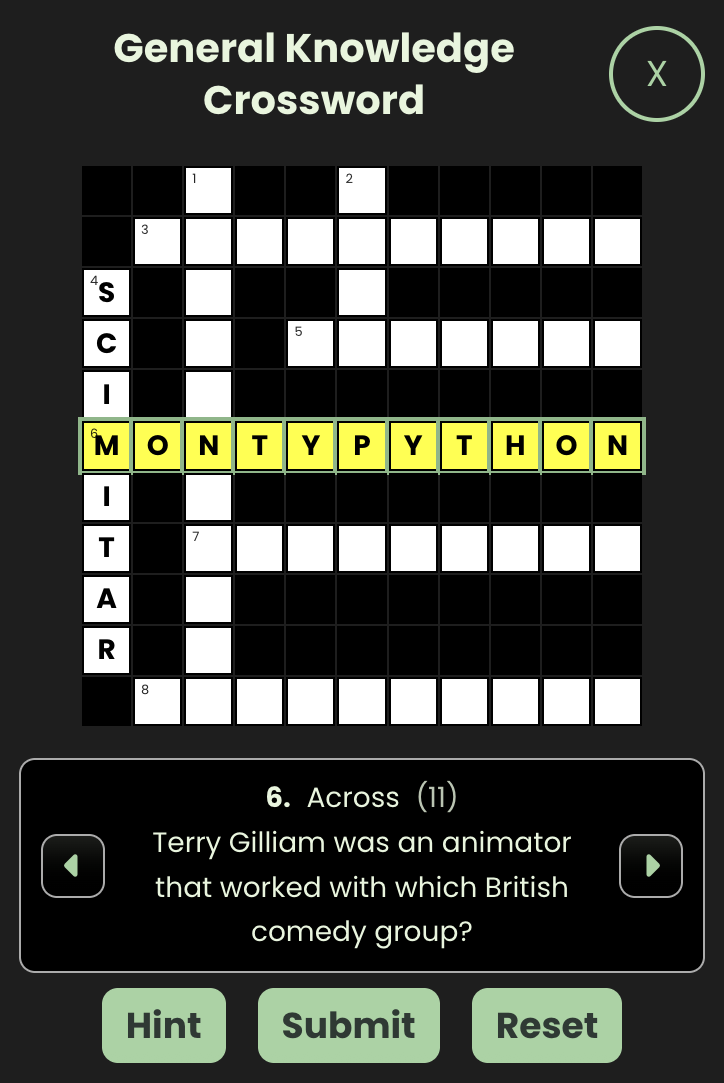 General Knowledge
Crossword
X
1 2
3
4 S
C 5
I
6 M O N T Y P Y T H O N
I
T 7
A
R
8
6. Across (11)
Terry Gilliam was an animator
that worked with which British
comedy group?
Hint Submit Reset